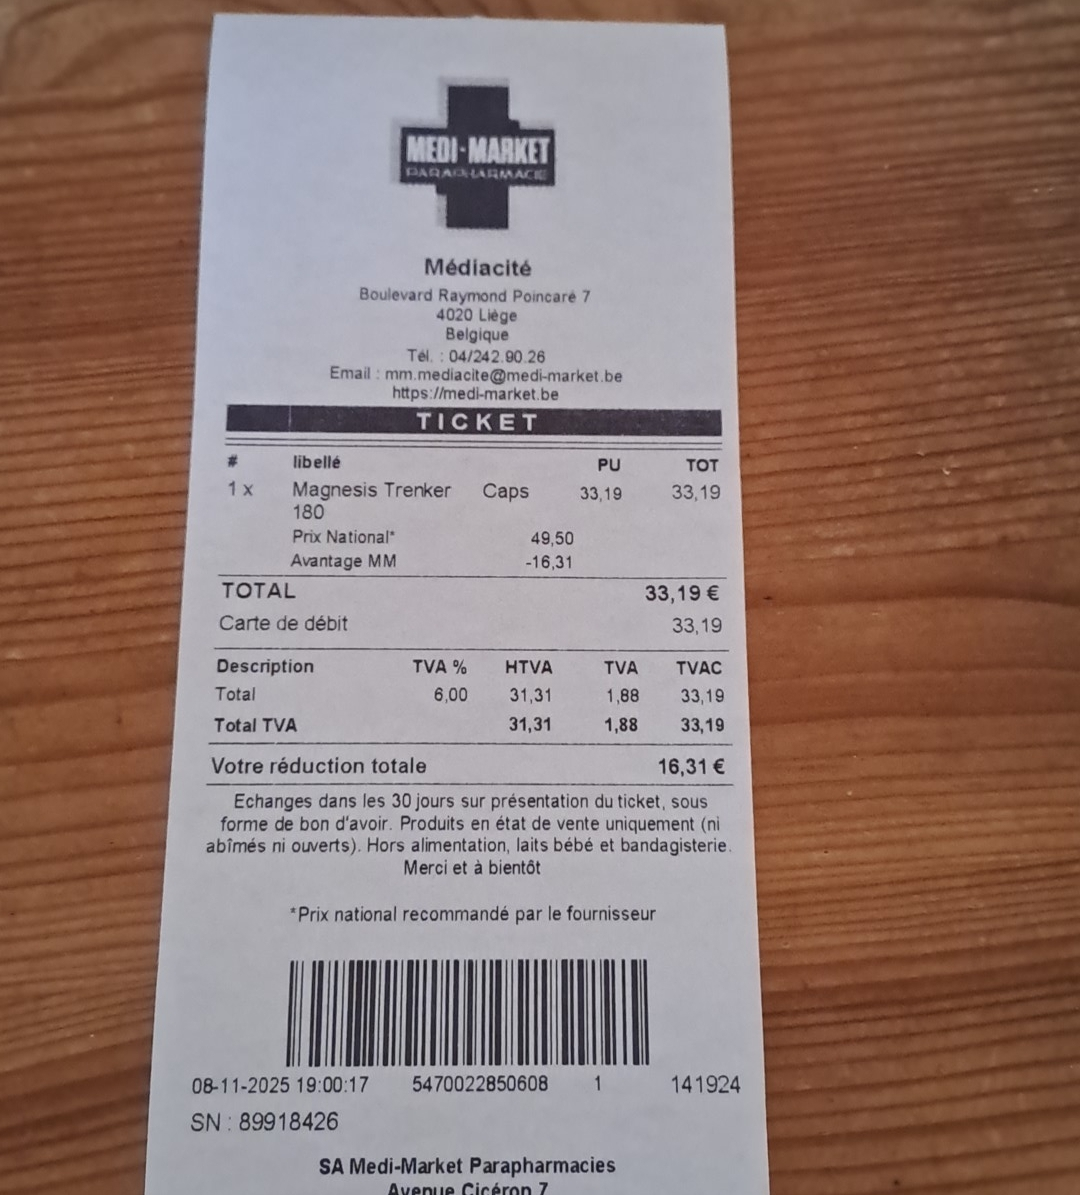 MEDI-MARKET
PARAPHARMACIE
Médiacité
Boulevard Raymond Poincaré 7
4020 Liège
Belgique
Tél. : 04/242.90.26
Email : mm.mediacite@medi-market.be
https://medi-market.be
TICKET
# libellé PU TOT
1 x Magnesis Trenker Caps 33,19 33,19
180
Prix National* 49,50
Avantage MM -16,31
TOTAL 33,19 €
Carte de débit 33,19
Description TVA % HTVA TVA TVAC
Total 6,00 31,31 1,88 33,19
Total TVA 31,31 1,88 33,19
Votre réduction totale 16,31 €
Echanges dans les 30 jours sur présentation du ticket, sous
forme de bon d'avoir. Produits en état de vente uniquement (ni
abîmés ni ouverts). Hors alimentation, laits bébé et bandagisterie.
Merci et à bientôt
*Prix national recommandé par le fournisseur
08-11-2025 19:00:17 5470022850608 1 141924
SN : 89918426
SA Medi-Market Parapharmacies
Avenue Cicéron 7